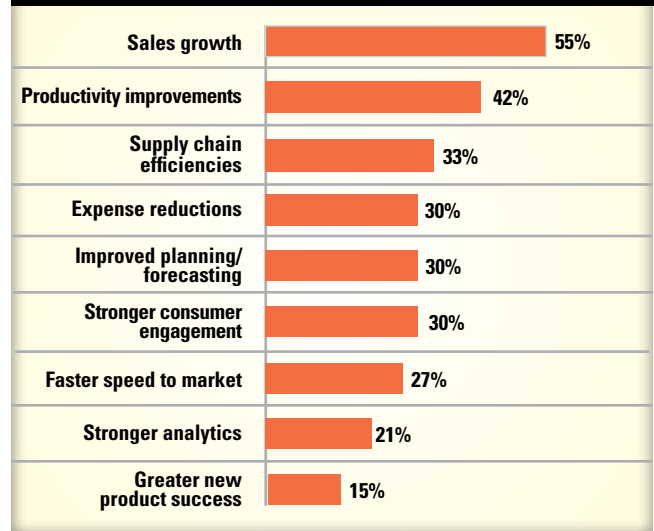 Sales growth 55%
Productivity improvements 42%
Supply chain
efficiencies 33%
Expense reductions 30%
Improved planning/
forecasting 30%
Stronger consumer
engagement 30%
Faster speed to market 27%
Stronger analytics 21%
Greater new
product success 15%